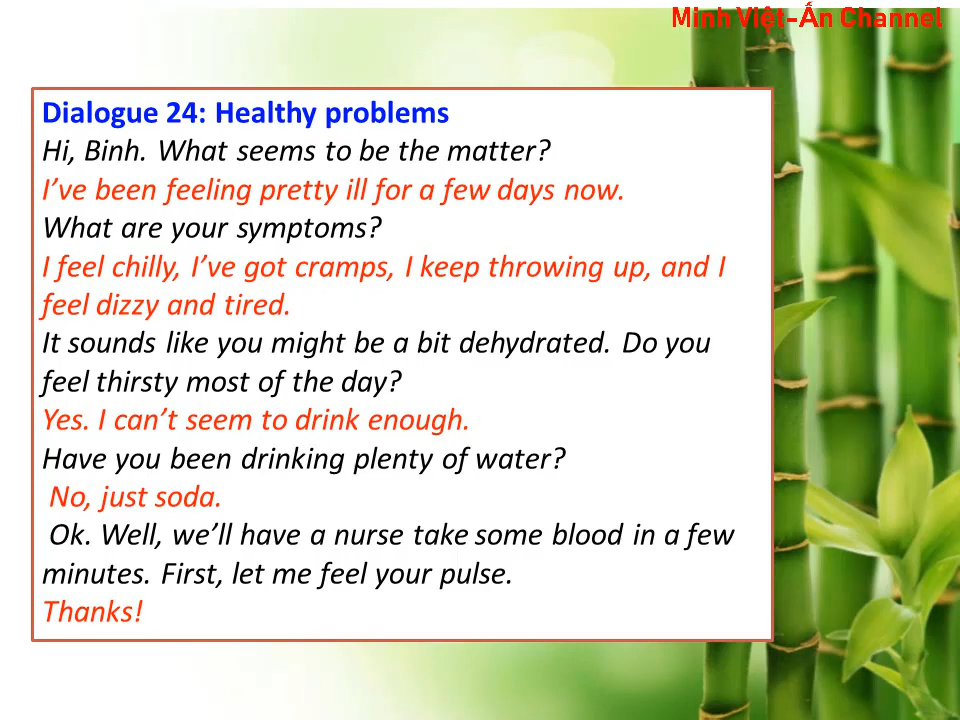 Minh Việt-Ấn Channel
Dialogue 24: Healthy problems
Hi, Binh. What seems to be the matter?
I’ve been feeling pretty ill for a few days now.
What are your symptoms?
I feel chilly, I’ve got cramps, I keep throwing up, and I
feel dizzy and tired.
It sounds like you might be a bit dehydrated. Do you
feel thirsty most of the day?
Yes. I can’t seem to drink enough.
Have you been drinking plenty of water?
No, just soda.
Ok. Well, we’ll have a nurse take some blood in a few
minutes. First, let me feel your pulse.
Thanks!